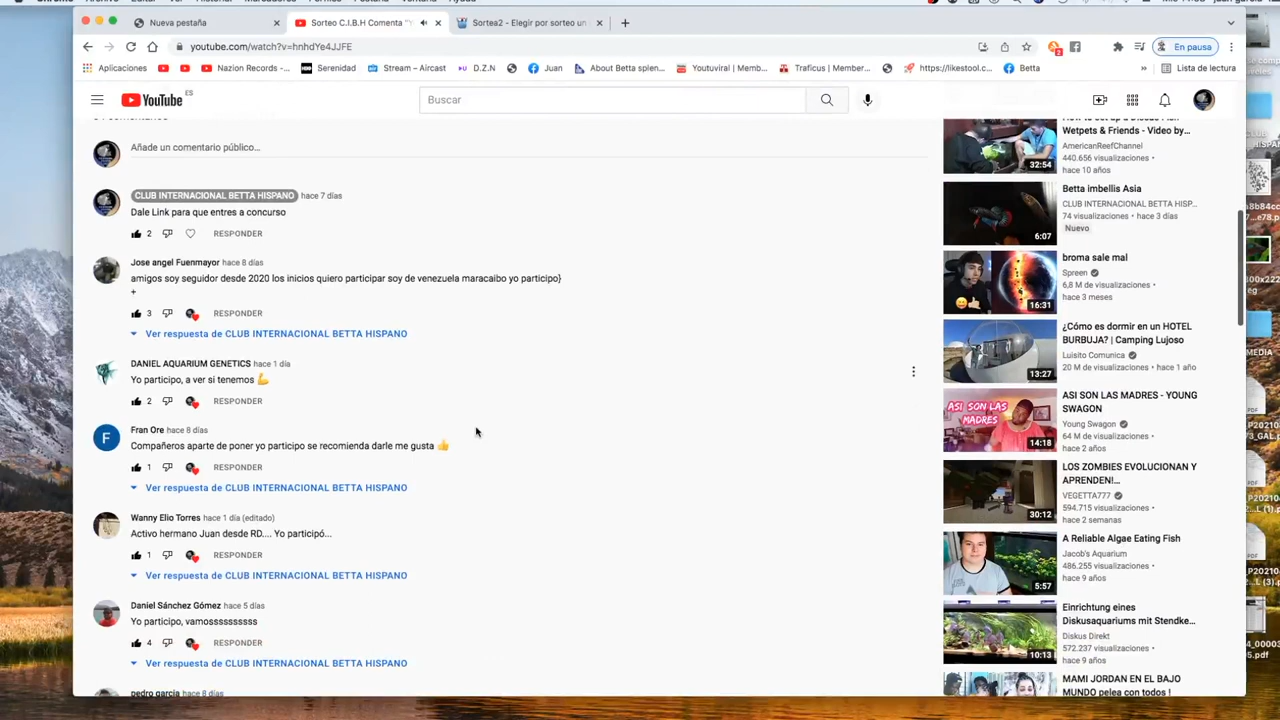 Nueva pestaña
Sorteo C.I.B.H Comenta "Y
Sortea2 - Elegir por sorteo un
youtube.com/watch?v=hnhdYe4JJFE
En pausa
Aplicaciones
Nazion Records -...
Serenidad
Stream – Aircast
D.Z.N
Juan
About Betta splen...
Youtuviral | Memb...
Traficus | Member...
https://likestool.c...
Betta
»
Lista de lectura
YouTube ES
Buscar
Añade un comentario público...
CLUB INTERNACIONAL BETTA HISPANO hace 7 días
Dale Link para que entres a concurso
2 RESPONDER
Jose angel Fuenmayor hace 8 días
amigos soy seguidor desde 2020 los inicios quiero participar soy de venezuela maracaibo yo participo}
+
3 RESPONDER
Ver respuesta de CLUB INTERNACIONAL BETTA HISPANO
DANIEL AQUARIUM GENETICS hace 1 día
Yo participo, a ver si tenemos 💪
2 RESPONDER
Fran Ore hace 8 días
Compañeros aparte de poner yo participo se recomienda darle me gusta 👍
1 RESPONDER
Ver respuesta de CLUB INTERNACIONAL BETTA HISPANO
Wanny Elio Torres hace 1 día (editado)
Activo hermano Juan desde RD.... Yo participó...
1 RESPONDER
Ver respuesta de CLUB INTERNACIONAL BETTA HISPANO
Daniel Sánchez Gómez hace 5 días
Yo participo, vamosssssssssss
4 RESPONDER
Ver respuesta de CLUB INTERNACIONAL BETTA HISPANO
pedro garcia hace 8 días
Wetpets & Friends - Video by...
AmericanReefChannel
440.656 visualizaciones •
hace 10 años
32:54
Betta imbellis Asia
CLUB INTERNACIONAL BETTA HISP...
74 visualizaciones • hace 3 días
Nuevo
6:07
broma sale mal
Spreen
6,8 M de visualizaciones •
hace 3 meses
16:31
¿Cómo es dormir en un HOTEL
BURBUJA? | Camping Lujoso
Luisito Comunica
20 M de visualizaciones • hace 1 año
13:27
ASI SON LAS MADRES - YOUNG
SWAGON
Young Swagon
64 M de visualizaciones •
hace 2 años
ASI SON LAS
MADRES
14:18
LOS ZOMBIES EVOLUCIONAN Y
APRENDEN!...
VEGETTA777
594.715 visualizaciones •
hace 2 semanas
30:12
A Reliable Algae Eating Fish
Jacob's Aquarium
486.255 visualizaciones •
hace 9 años
5:57
Einrichtung eines
Diskusaquariums mit Stendke...
Diskus Direkt
572.237 visualizaciones •
hace 9 años
10:13
MAMI JORDAN EN EL BAJO
MUNDO pelea con todos !